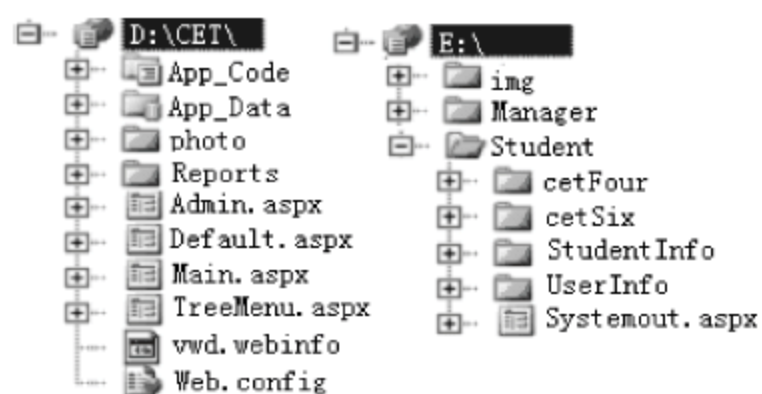 D:\CET\
App_Code
App_Data
photo
Reports
Admin.aspx
Default.aspx
Main.aspx
TreeMenu.aspx
vwd.webinfo
Web.config
E:\
img
Manager
Student
cetFour
cetSix
StudentInfo
UserInfo
Systemout.aspx